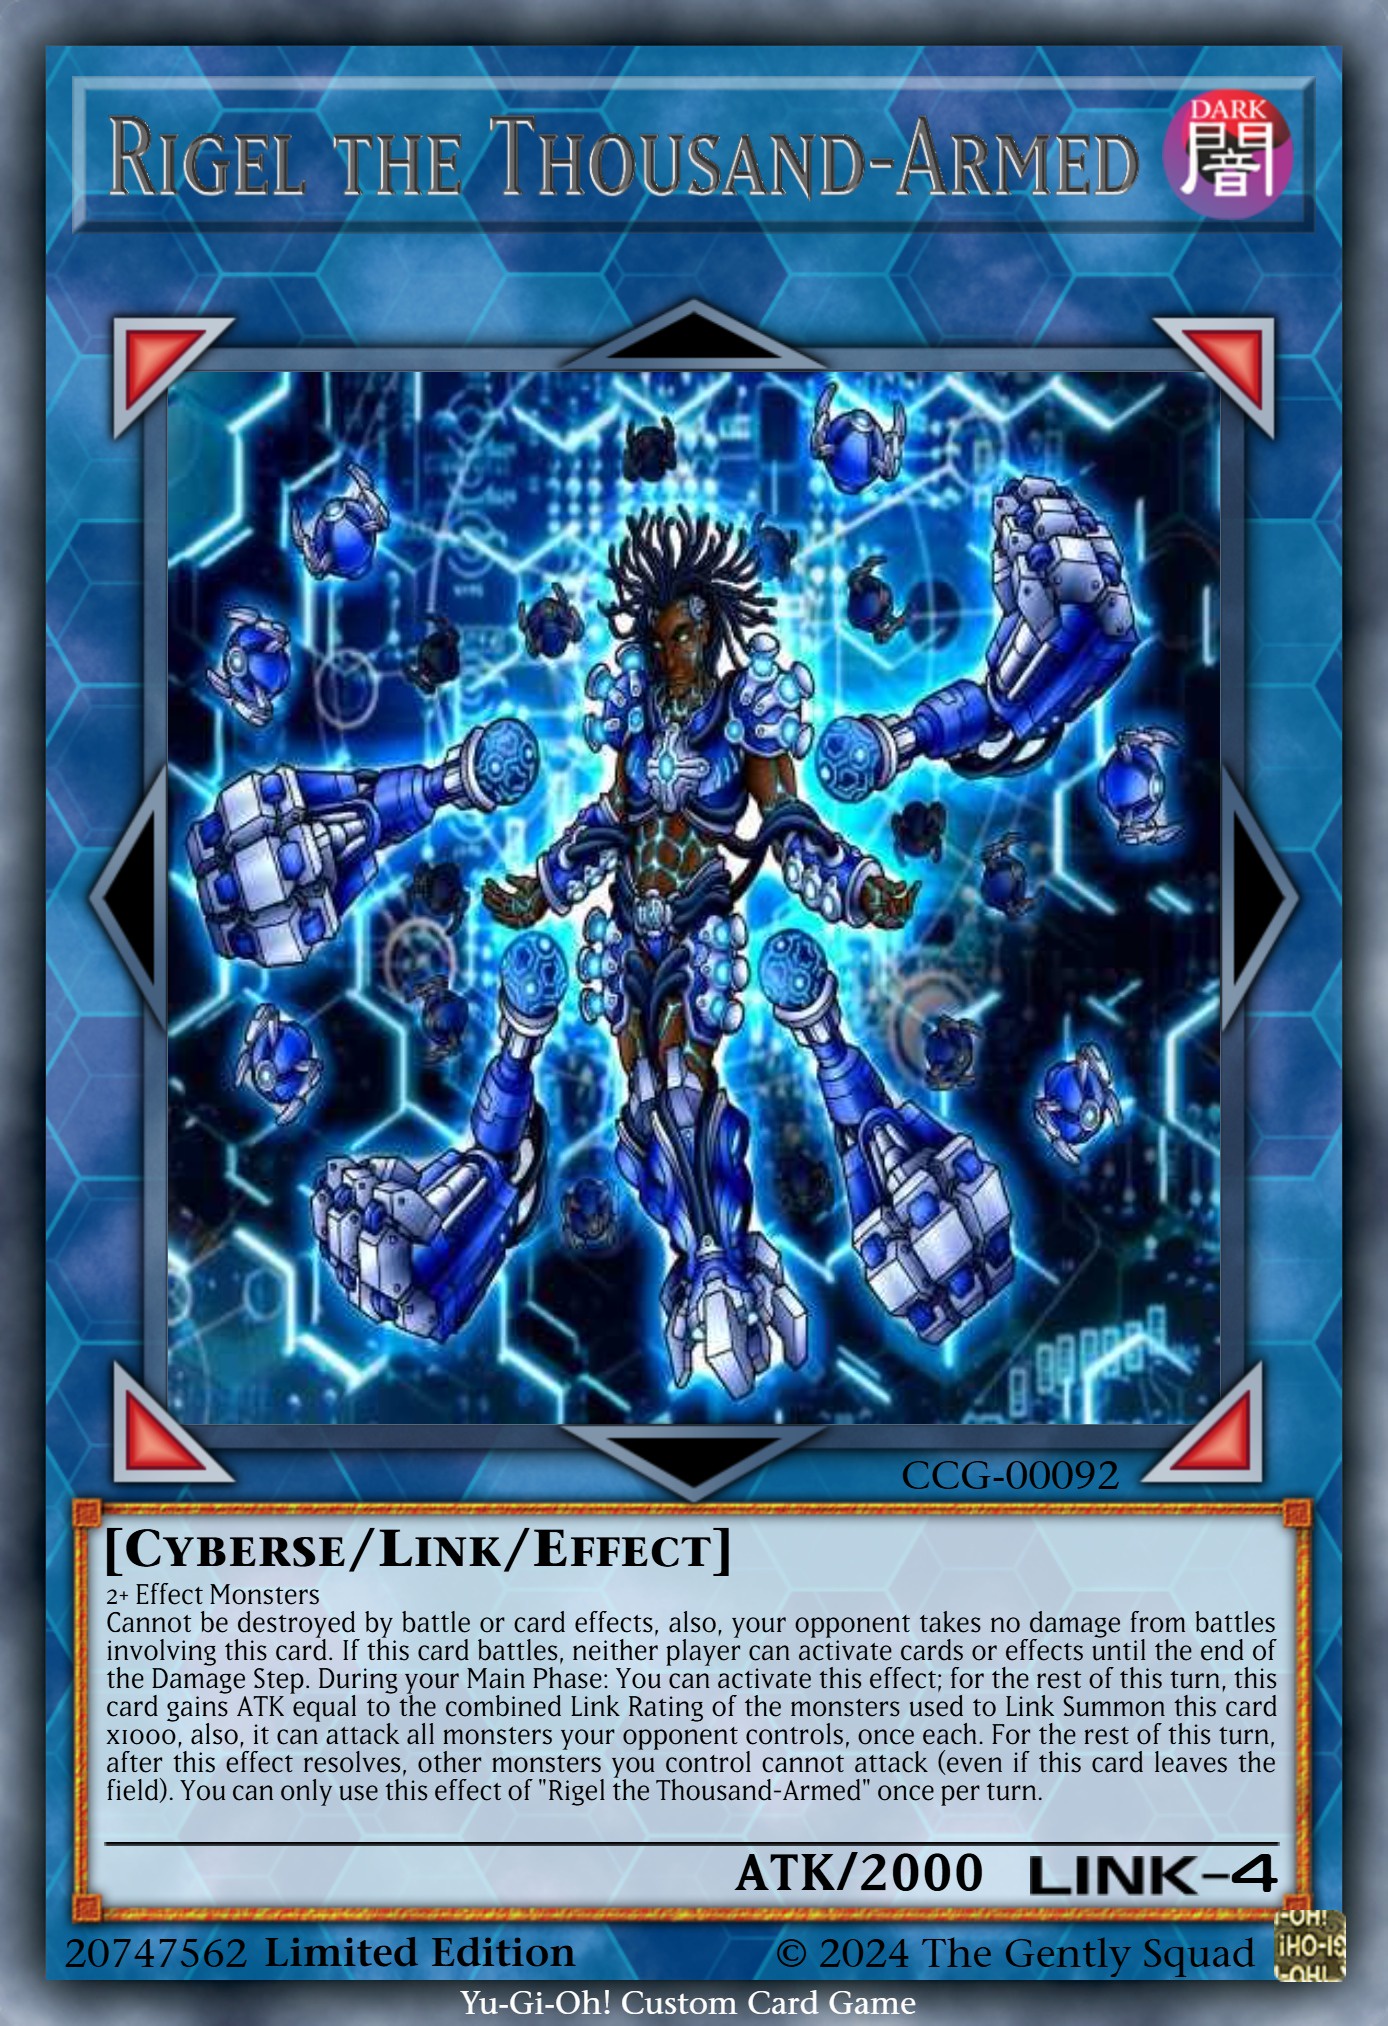 Rigel the Thousand-Armed
DARK
闇
CCG-00092
[Cyberse/Link/Effect]
2+ Effect Monsters
Cannot be destroyed by battle or card effects, also, your opponent takes no damage from battles
involving this card. If this card battles, neither player can activate cards or effects until the end of
the Damage Step. During your Main Phase: You can activate this effect; for the rest of this turn, this
card gains ATK equal to the combined Link Rating of the monsters used to Link Summon this card
x1000, also, it can attack all monsters your opponent controls, once each. For the rest of this turn,
after this effect resolves, other monsters you control cannot attack (even if this card leaves the
field). You can only use this effect of "Rigel the Thousand-Armed" once per turn.
ATK/2000 LINK-4
20747562 Limited Edition © 2024 The Gently Squad
Yu-Gi-Oh! Custom Card Game